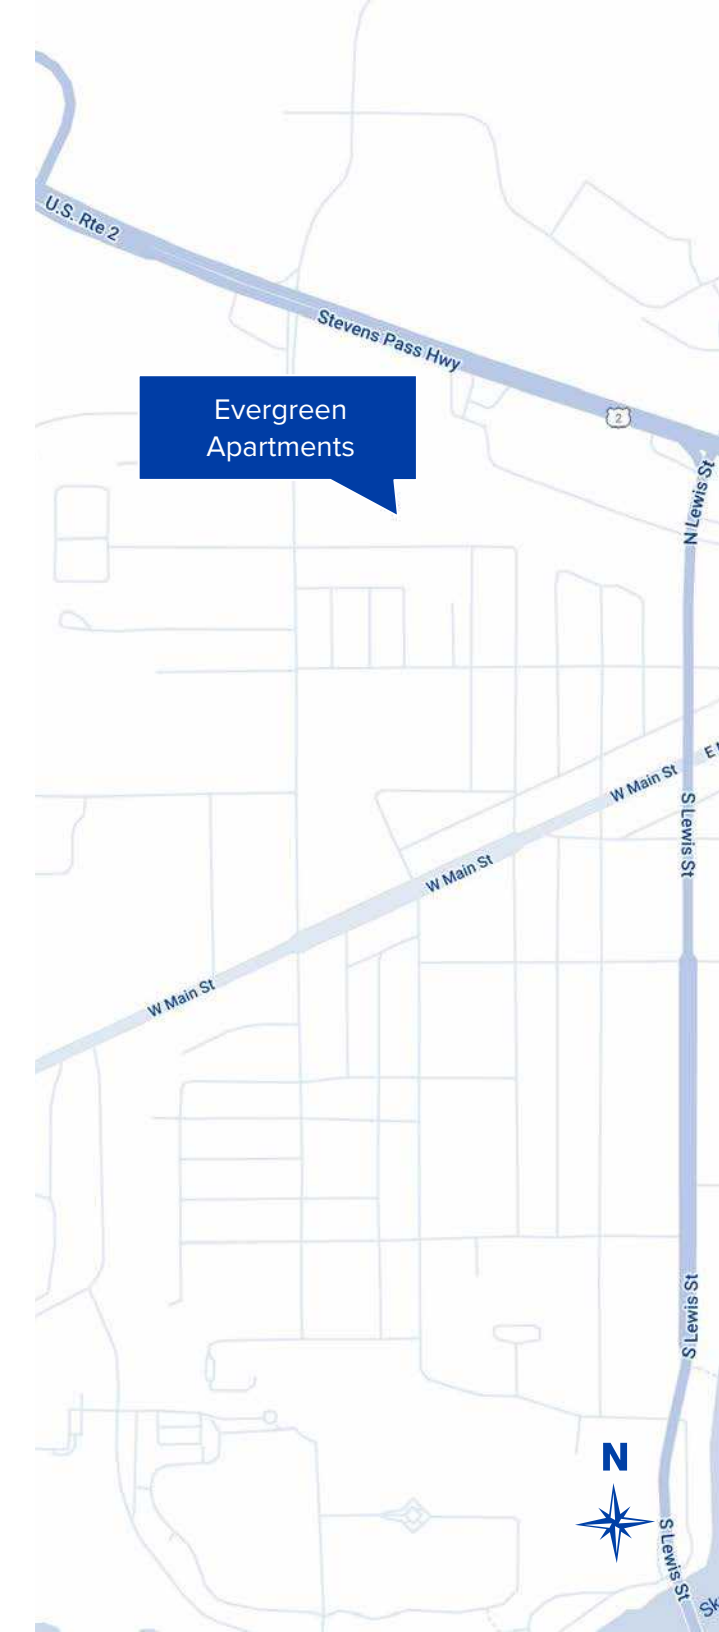 U.S. Rte 2
Stevens Pass Hwy
Evergreen
Apartments
2
N Lewis St
W Main St
S Lewis St
W Main St
W Main St
S Lewis St
N
S Lewis St